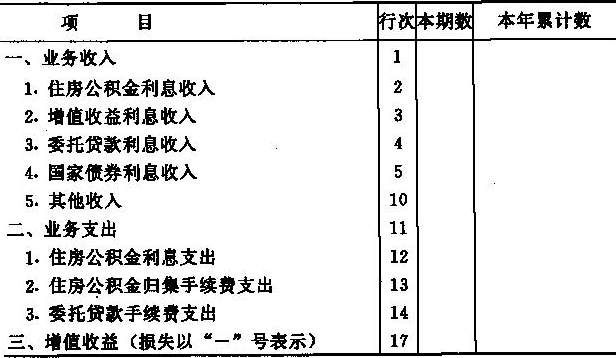 项 目 行次 本期数 本年累计数
一、业务收入 1
1. 住房公积金利息收入 2
2. 增值收益利息收入 3
3. 委托贷款利息收入 4
4. 国家债券利息收入 5
5. 其他收入 10
二、业务支出 11
1. 住房公积金利息支出 12
2. 住房公积金归集手续费支出 13
3. 委托贷款手续费支出 14
三、增值收益（损失以“－”号表示） 17